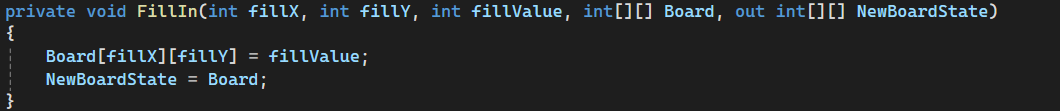 private void FillIn(int fillX, int fillY, int fillValue, int[][] Board, out int[][] NewBoardState)
{
    Board[fillX][fillY] = fillValue;
    NewBoardState = Board;
}